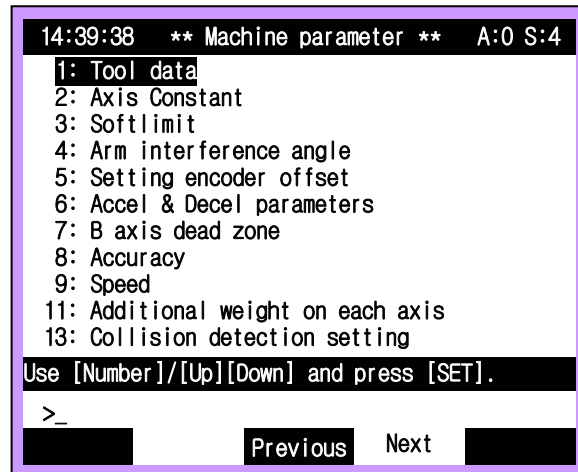 14:39:38 ** Machine parameter ** A:0 S:4
1: Tool data
2: Axis Constant
3: Softlimit
4: Arm interference angle
5: Setting encoder offset
6: Accel & Decel parameters
7: B axis dead zone
8: Accuracy
9: Speed
11: Additional weight on each axis
13: Collision detection setting
Use [Number]/[Up][Down] and press [SET].
>_
Previous Next